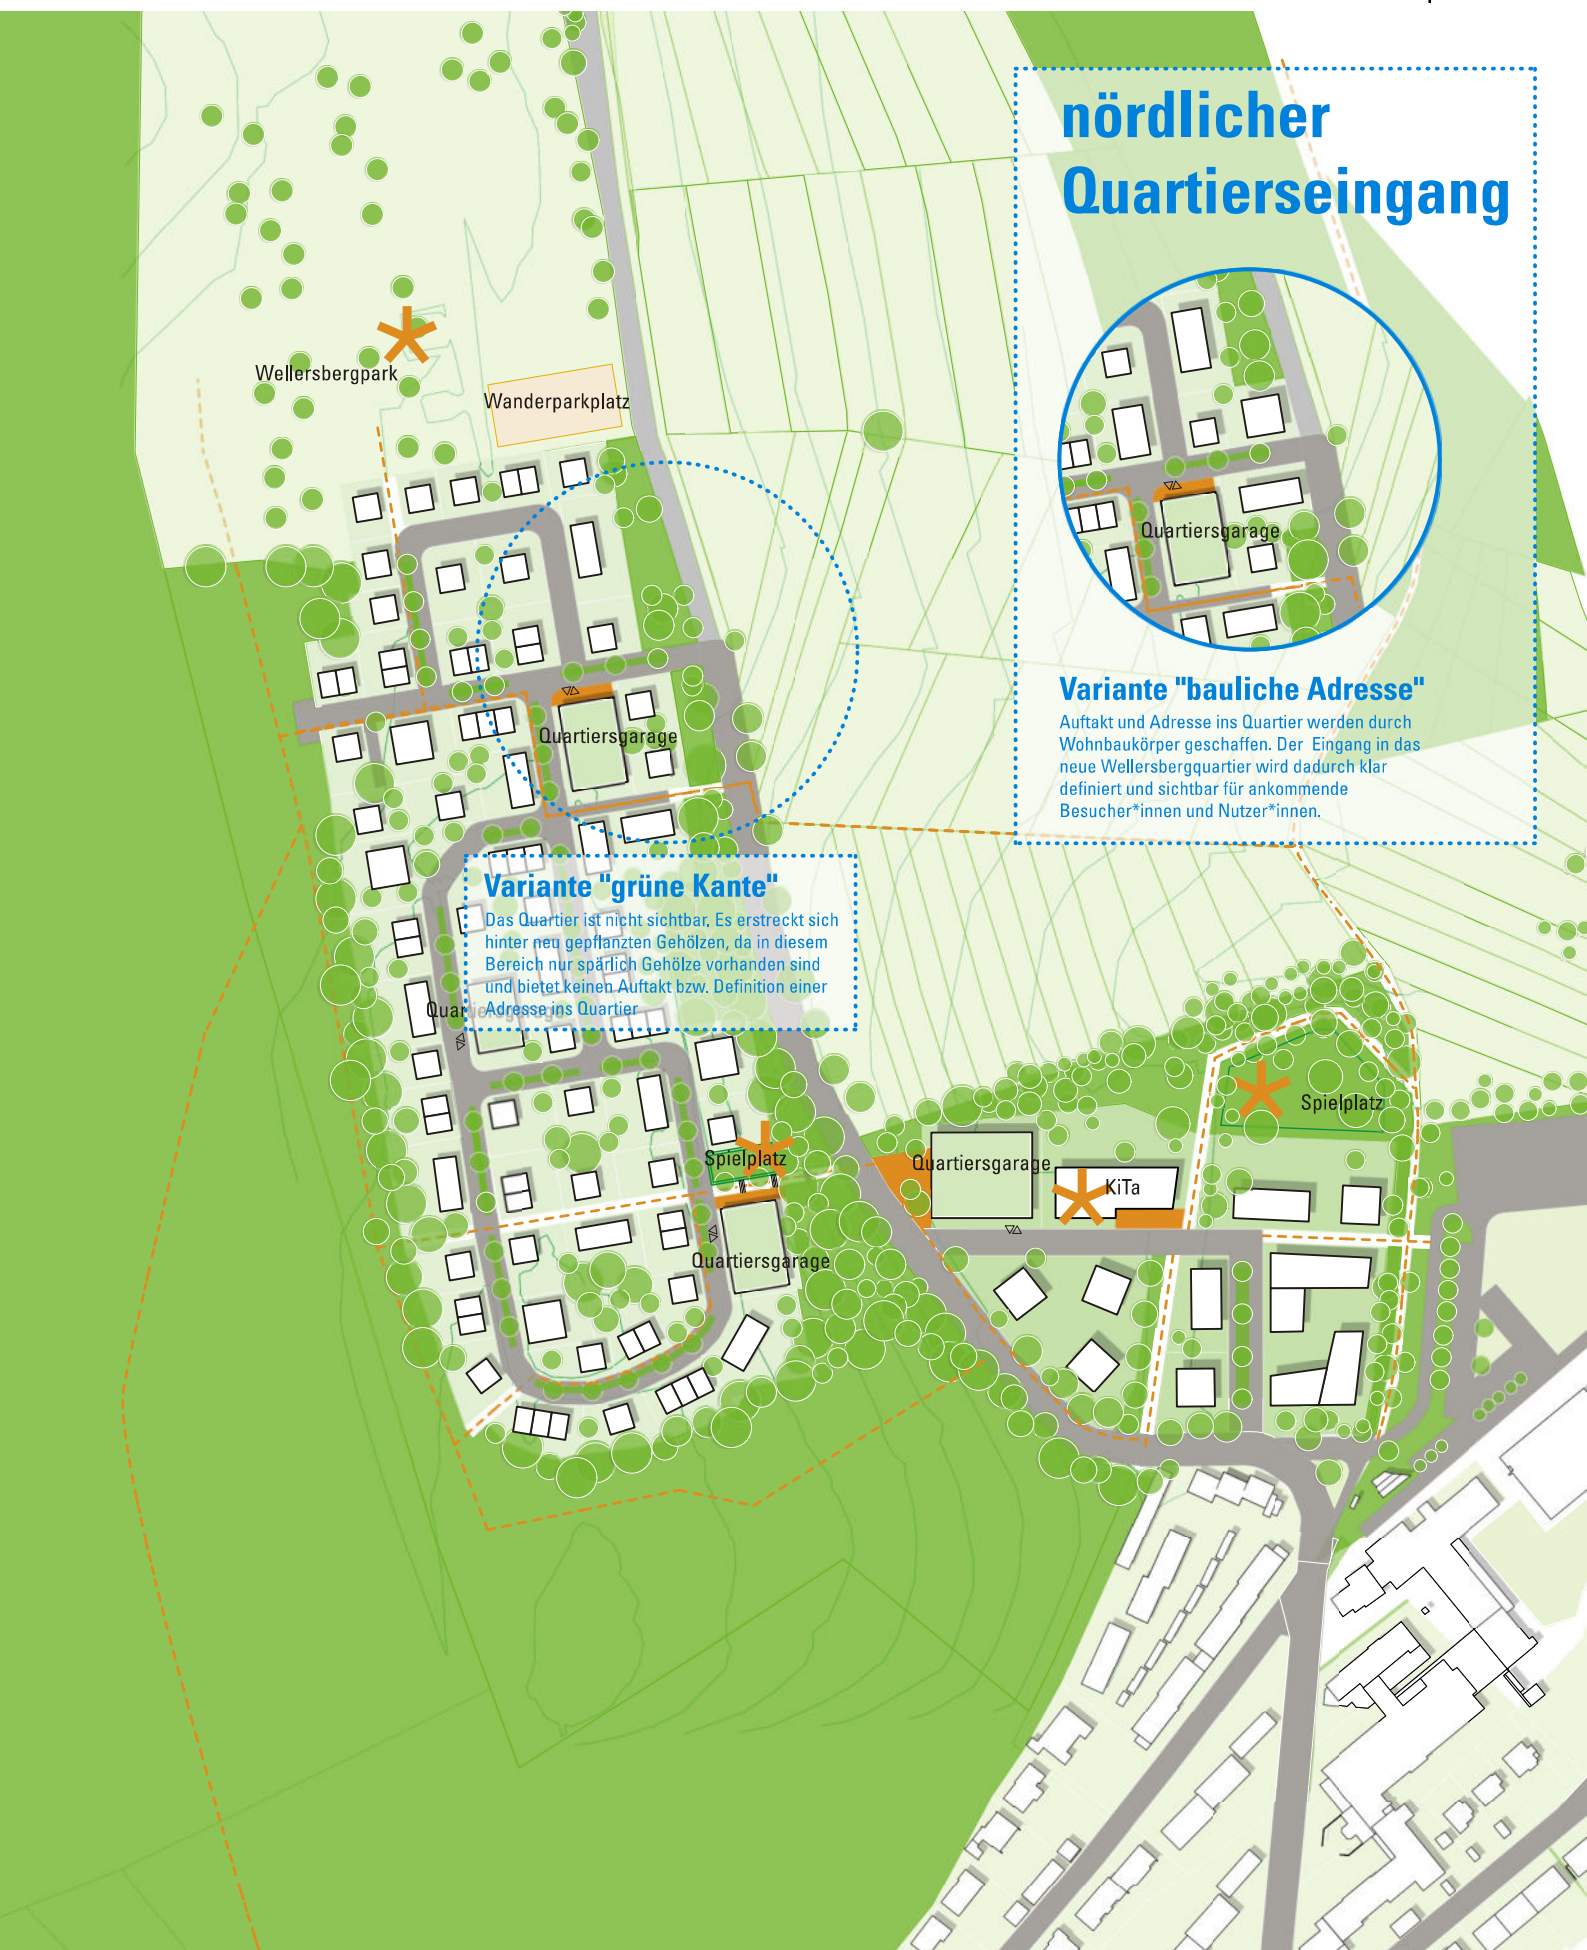 nördlicher
Quartierseingang
Wellersbergpark
Wanderparkplatz
Quartiersgarage
Quartiersgarage
Variante "bauliche Adresse"
Auftakt und Adresse ins Quartier werden durch
Wohnbaukörper geschaffen. Der Eingang in das
neue Wellersbergquartier wird dadurch klar
definiert und sichtbar für ankommende
Besucher*innen und Nutzer*innen.
Variante "grüne Kante"
Das Quartier ist nicht sichtbar. Es erstreckt sich
hinter neu gepflanzten Gehölzen, da in diesem
Bereich nur spärlich Gehölze vorhanden sind
und bietet keinen Auftakt bzw. Definition einer
Adresse ins Quartier
Quartiersgarage
Spielplatz
Spielplatz
Quartiersgarage
KiTa
Quartiersgarage